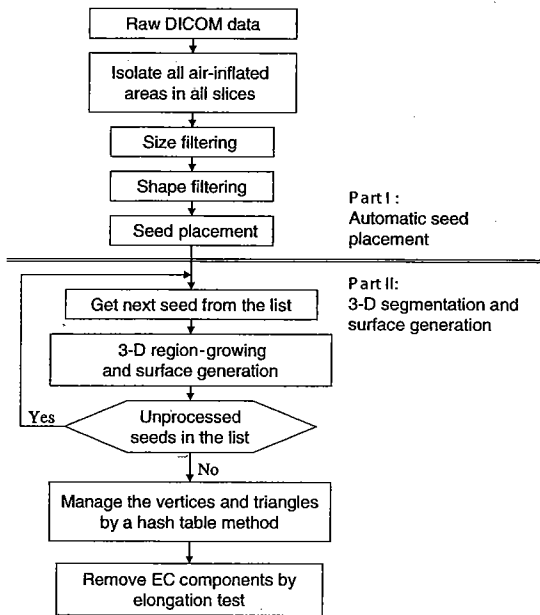 Raw DICOM data
Isolate all air-inflated
areas in all slices
Size filtering
Shape filtering
Seed placement
Part I :
Automatic seed
placement
Part II:
3-D segmentation and
surface generation
Get next seed from the list
3-D region-growing
and surface generation
Yes
Unprocessed
seeds in the list
No
Manage the vertices and triangles
by a hash table method
Remove EC components by
elongation test